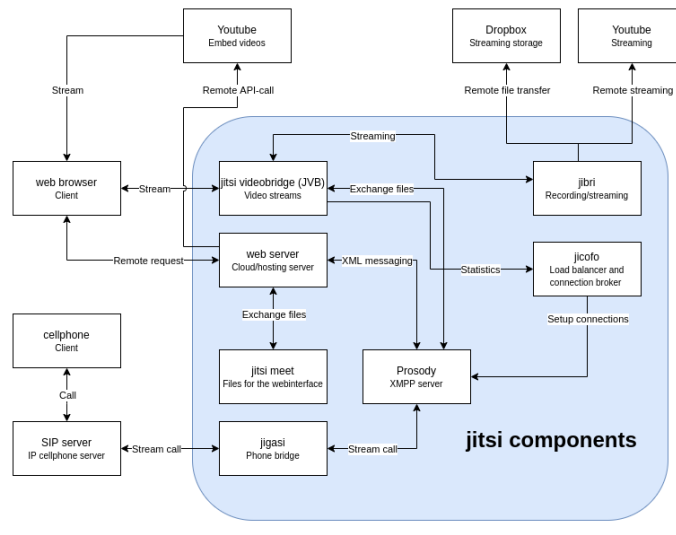 Youtube
Embed videos
Dropbox
Streaming storage
Youtube
Streaming
Stream
Remote API-call
Remote file transfer
Remote streaming
Streaming
web browser
Client
Stream
jitsi videobridge (JVB)
Video streams
Exchange files
jibri
Recording/streaming
Remote request
web server
Cloud/hosting server
XML messaging
Statistics
jicofo
Load balancer and
connection broker
cellphone
Client
Exchange files
Setup connections
Call
jitsi meet
Files for the webinterface
Prosody
XMPP server
SIP server
IP cellphone server
Stream call
jigasi
Phone bridge
Stream call
jitsi components